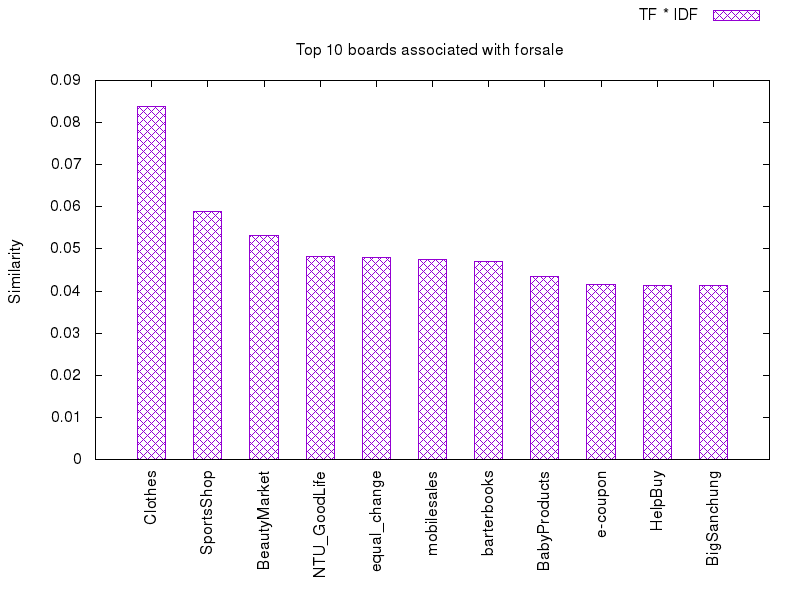 TF * IDF
Top 10 boards associated with forsale
0.09
0.08
0.07
0.06
0.05
0.04
0.03
0.02
0.01
0
Similarity
Clothes
SportsShop
BeautyMarket
NTU_GoodLife
equal_change
mobilesales
barterbooks
BabyProducts
e-coupon
HelpBuy
BigSanchung